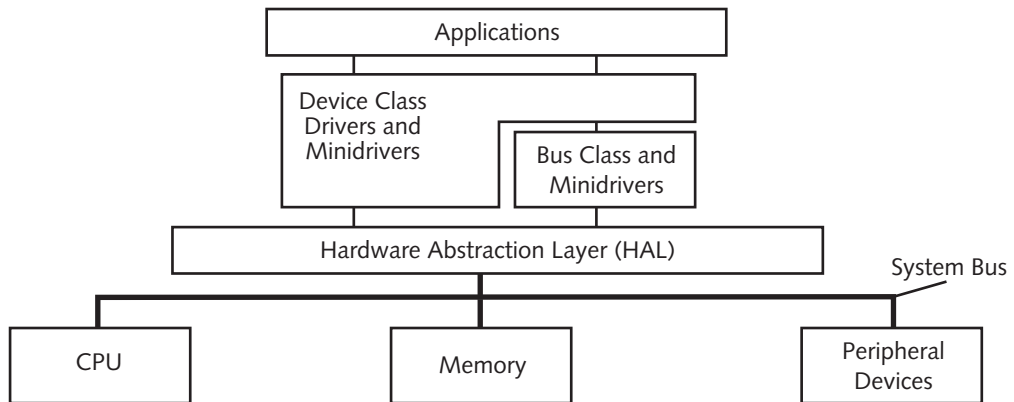 Applications
Device Class
Drivers and
Minidrivers
Bus Class and
Minidrivers
Hardware Abstraction Layer (HAL)
System Bus
CPU
Memory
Peripheral
Devices